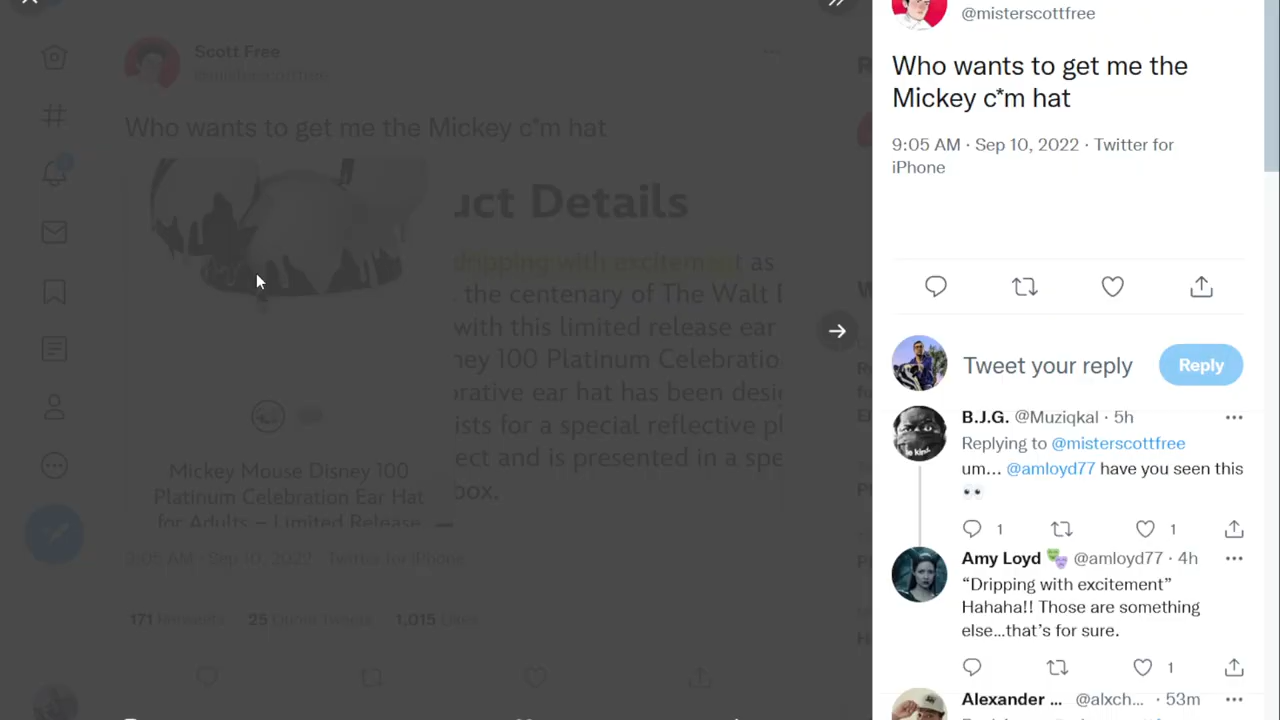 Scott Free
@misterscottfree
Who wants to get me the Mickey c*m hat
uct Details
dripping with excitement as
the centenary of The Walt
with this limited release ear
ney 100 Platinum Celebratio
orative ear hat has been desi
ists for a special reflective pl
ect and is presented in a spe
box.
Mickey Mouse Disney 100
Platinum Celebration Ear Hat
for Adults – Limited Release
9:05 AM · Sep 10, 2022 · Twitter for iPhone
171 Retweets 25 Quote Tweets 1,015 Likes
@misterscottfree
Who wants to get me the
Mickey c*m hat
9:05 AM · Sep 10, 2022 · Twitter for
iPhone
Tweet your reply
Reply
B.J.G. @Muziqkal · 5h
Replying to @misterscottfree
um... @amloyd77 have you seen this
👀
1 1
Amy Loyd @amloyd77 · 4h
“Dripping with excitement”
Hahaha!! Those are something
else...that’s for sure.
1
Alexander ... @alxch... · 53m